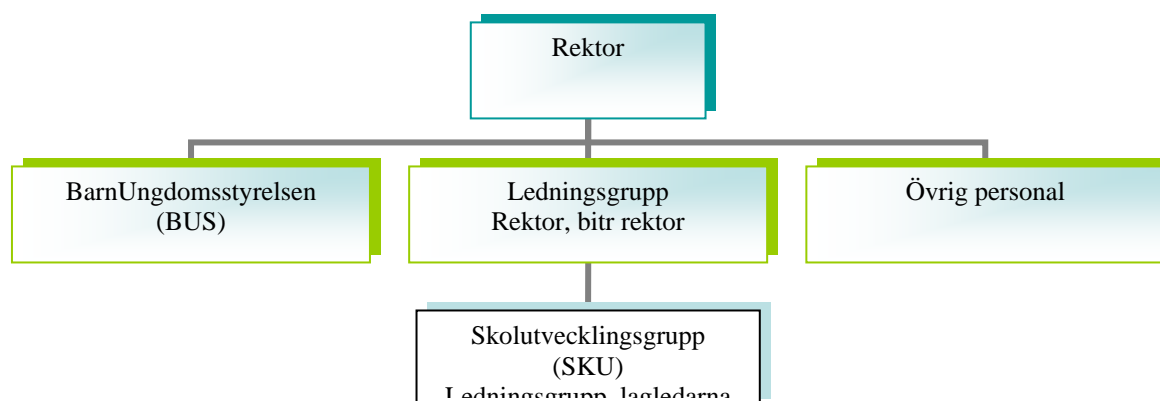 Rektor
BarnUngdomsstyrelsen
(BUS)
Ledningsgrupp
Rektor, bitr rektor
Övrig personal
Skolutvecklingsgrupp
(SKU)
Ledningsgrupp, lagledarna